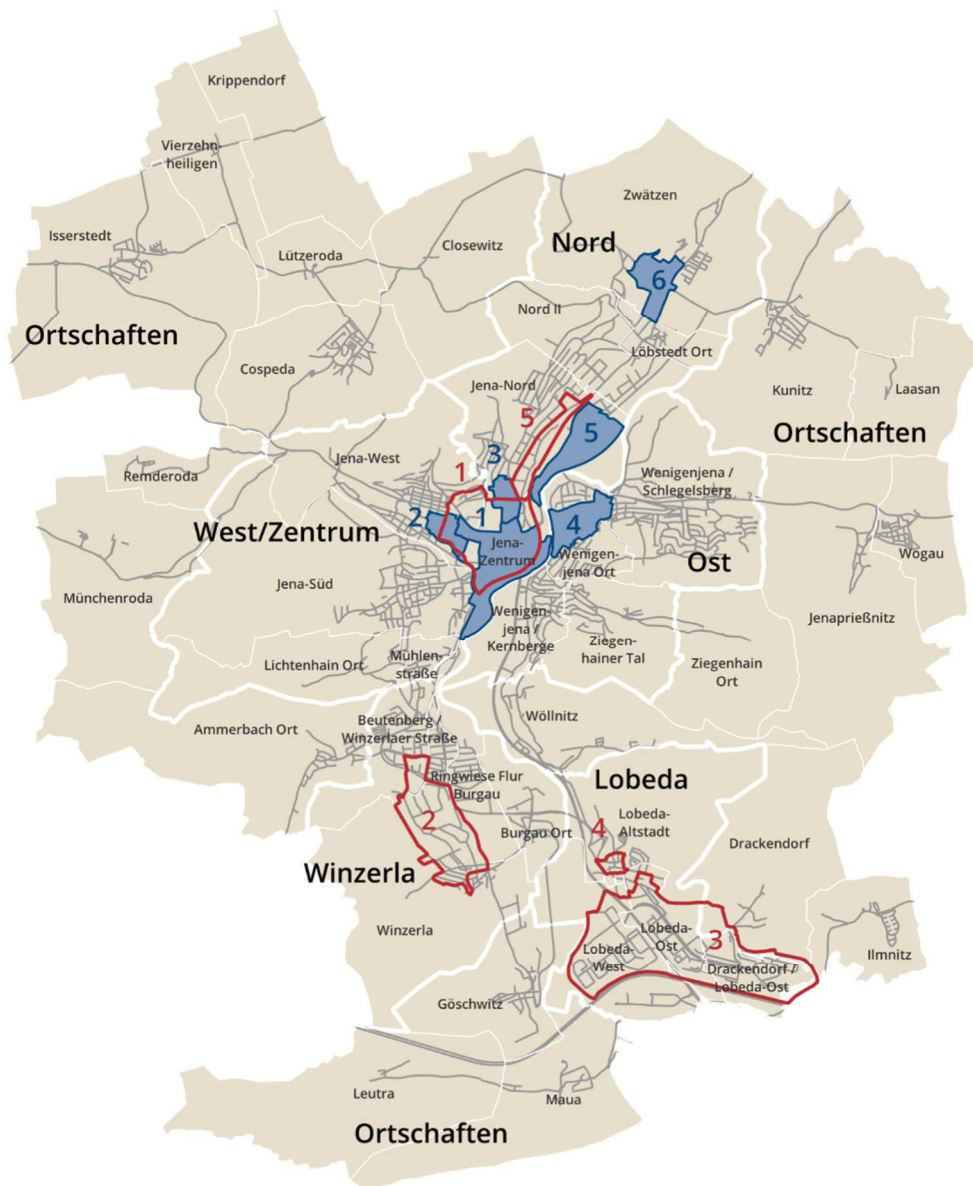 Krippendorf
Vierzehn-
heiligen
Zwätzen
Isserstedt
Closewitz
Nord
Lützeroda
6
Nord II
Ortschaften
Löbstedt Ort
Cospeda
Jena-Nord
Kunitz
Laasan
5
5
Ortschaften
3
Jena-West
1
Remderoda
Wenigenjena /
Schlegelsberg
2
1
West/Zentrum
4
Jena-
Zentrum
Wenigen-
jena Ort
Ost
Wogau
Jena-Süd
Münchenroda
Wenigen-
jena /
Kernberge
Jenaprießnitz
Ziegen-
hainer Tal
Mühlen-
straße
Lichtenhain Ort
Ziegenhain
Ort
Wöllnitz
Ammerbach Ort
Beutenberg /
Winzerlaer Straße
Ringwiese Flur
Burgau
Lobeda
2
Burgau Ort
4
Lobeda-
Altstadt
Drackendorf
Winzerla
Winzerla
Lobeda-
Ost
3
Lobeda-
West
Ilmnitz
Drackendorf /
Lobeda-Ost
Göschwitz
Leutra
Maua
Ortschaften